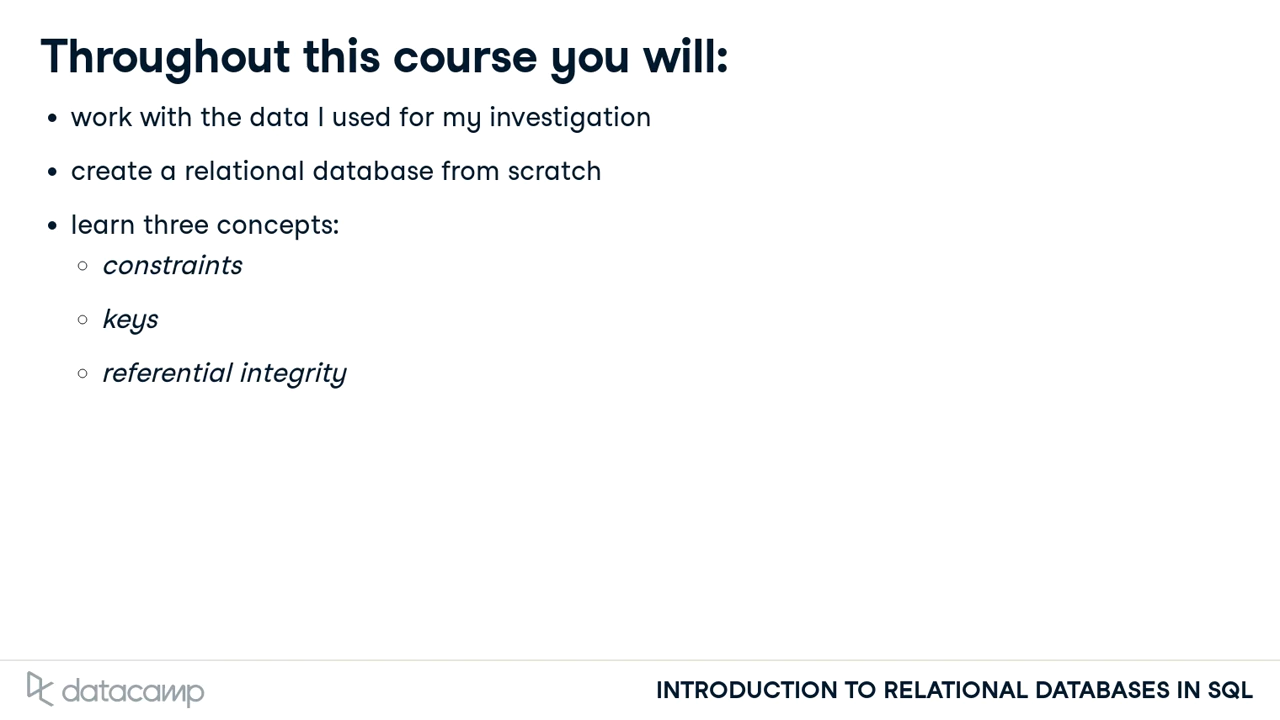 Throughout this course you will:
• work with the data I used for my investigation
• create a relational database from scratch
• learn three concepts:
○ constraints
○ keys
○ referential integrity
datacamp
INTRODUCTION TO RELATIONAL DATABASES IN SQL